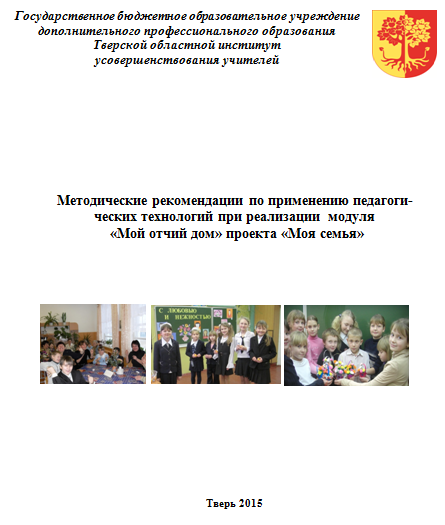 Государственное бюджетное образовательное учреждение
дополнительного профессионального образования
Тверской областной институт
усовершенствования учителей
Методические рекомендации по применению педагоги-
ческих технологий при реализации модуля
«Мой отчий дом» проекта «Моя семья»
С ЛЮБОВЬЮ
И НЕЖНОСТЬЮ
Тверь 2015